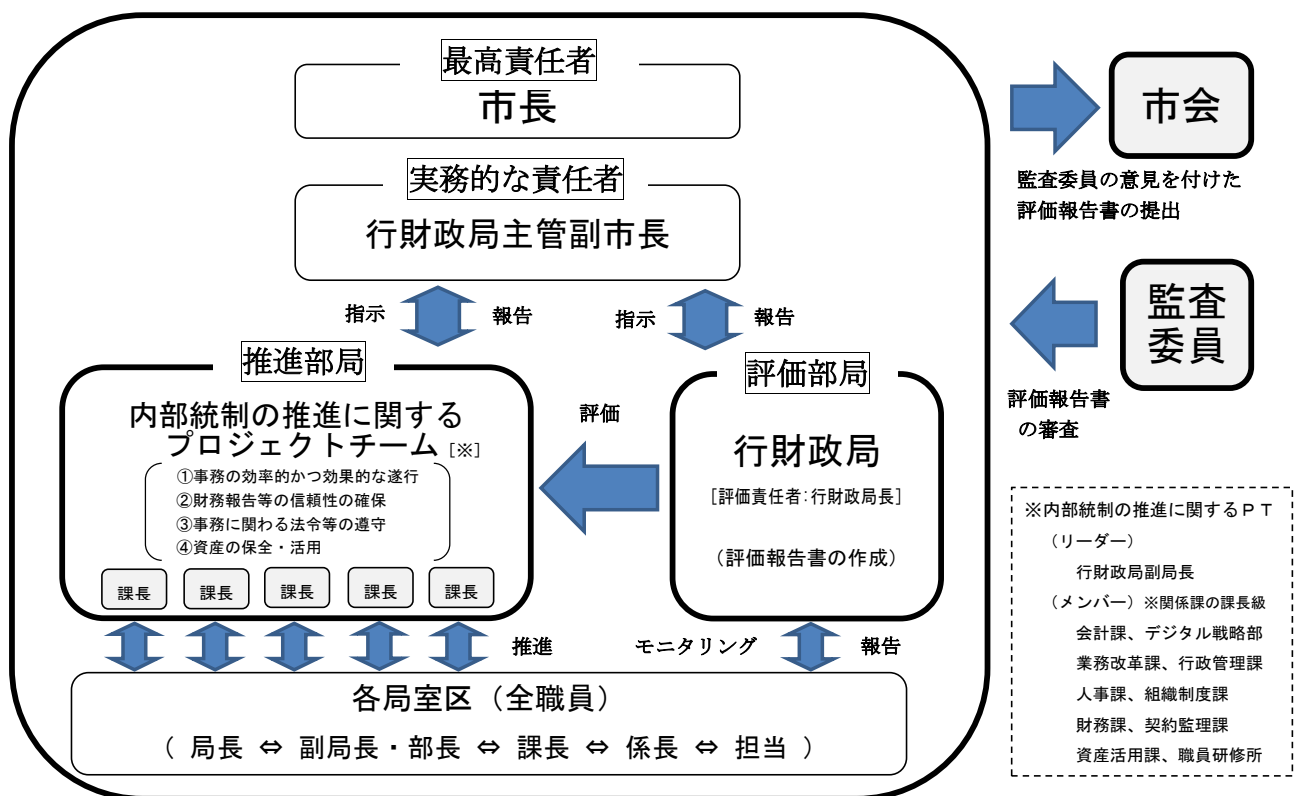 最高責任者
市長
実務的な責任者
行財政局主管副市長
指示
報告
指示
報告
推進部局
内部統制の推進に関する
プロジェクトチーム [※]
①事務の効率的かつ効果的な遂行
②財務報告等の信頼性の確保
③事務に関わる法令等の遵守
④資産の保全・活用
課長
課長
課長
課長
課長
評価
評価部局
行財政局
[評価責任者:行財政局長]
(評価報告書の作成)
推進
モニタリング
報告
各局室区(全職員)
( 局長 ⇔ 副局長・部長 ⇔ 課長 ⇔ 係長 ⇔ 担当 )
市会
監査委員の意見を付けた
評価報告書の提出
監査
委員
評価報告書
の審査
※内部統制の推進に関するPT
(リーダー)
行財政局副局長
(メンバー)※関係課の課長級
会計課、デジタル戦略部
業務改革課、行政管理課
人事課、組織制度課
財務課、契約監理課
資産活用課、職員研修所